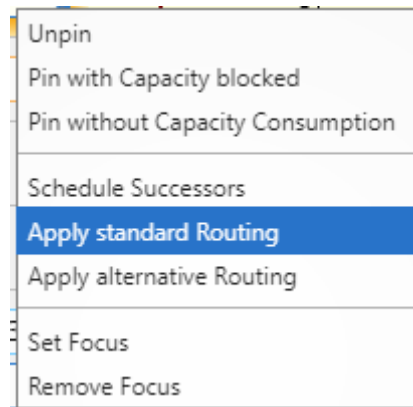 Unpin
Pin with Capacity blocked
Pin without Capacity Consumption
Schedule Successors
Apply standard Routing
Apply alternative Routing
Set Focus
Remove Focus